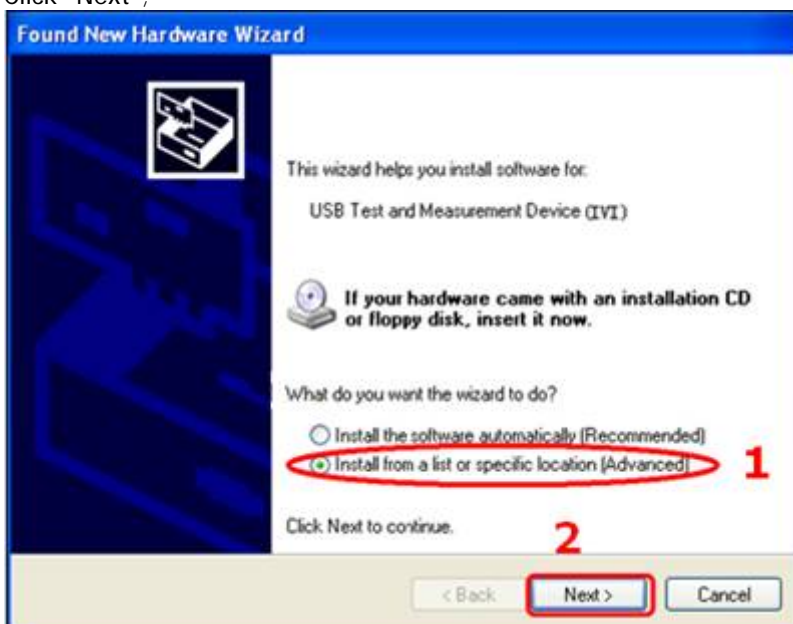 click "Next";
Found New Hardware Wizard
This wizard helps you install software for:
USB Test and Measurement Device (IVI)
If your hardware came with an installation CD
or floppy disk, insert it now.
What do you want the wizard to do?
Install the software automatically (Recommended)
Install from a list or specific location (Advanced)
1
Click Next to continue.
2
< Back
Next >
Cancel